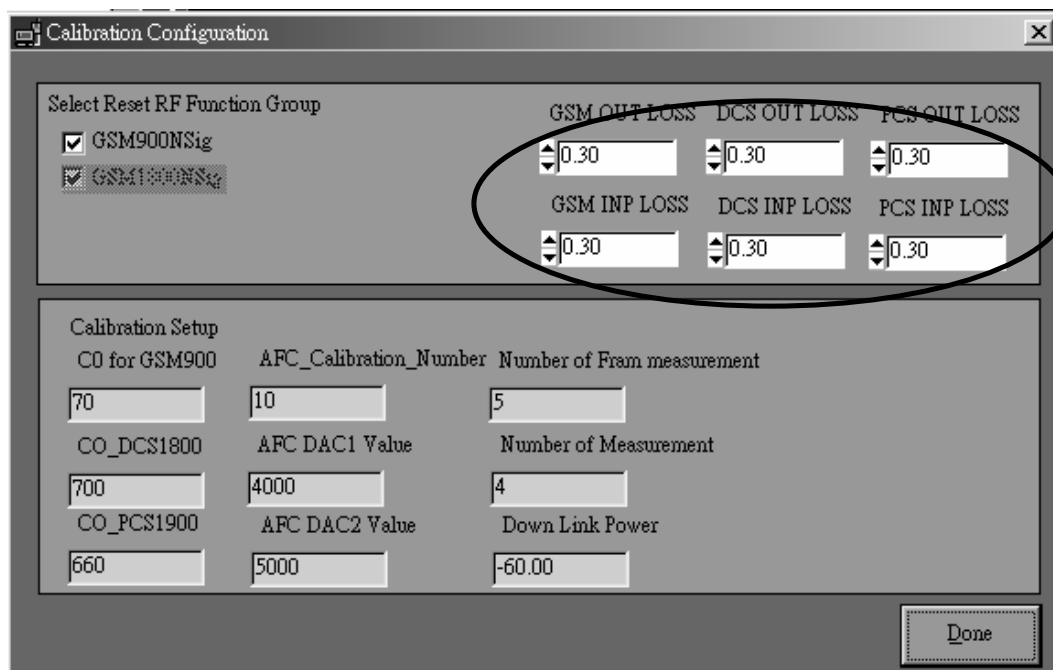 Calibration Configuration
Select Reset RF Function Group
GSM900NSig
GSM1800NSig
GSM OUT LOSS DCS OUT LOSS PCS OUT LOSS
0.30 0.30 0.30
GSM INP LOSS DCS INP LOSS PCS INP LOSS
0.30 0.30 0.30
Calibration Setup
C0 for GSM900 AFC_Calibration_Number Number of Fram measurement
70 10 5
CO_DCS1800 AFC DAC1 Value Number of Measurement
700 4000 4
CO_PCS1900 AFC DAC2 Value Down Link Power
660 5000 -60.00
Done